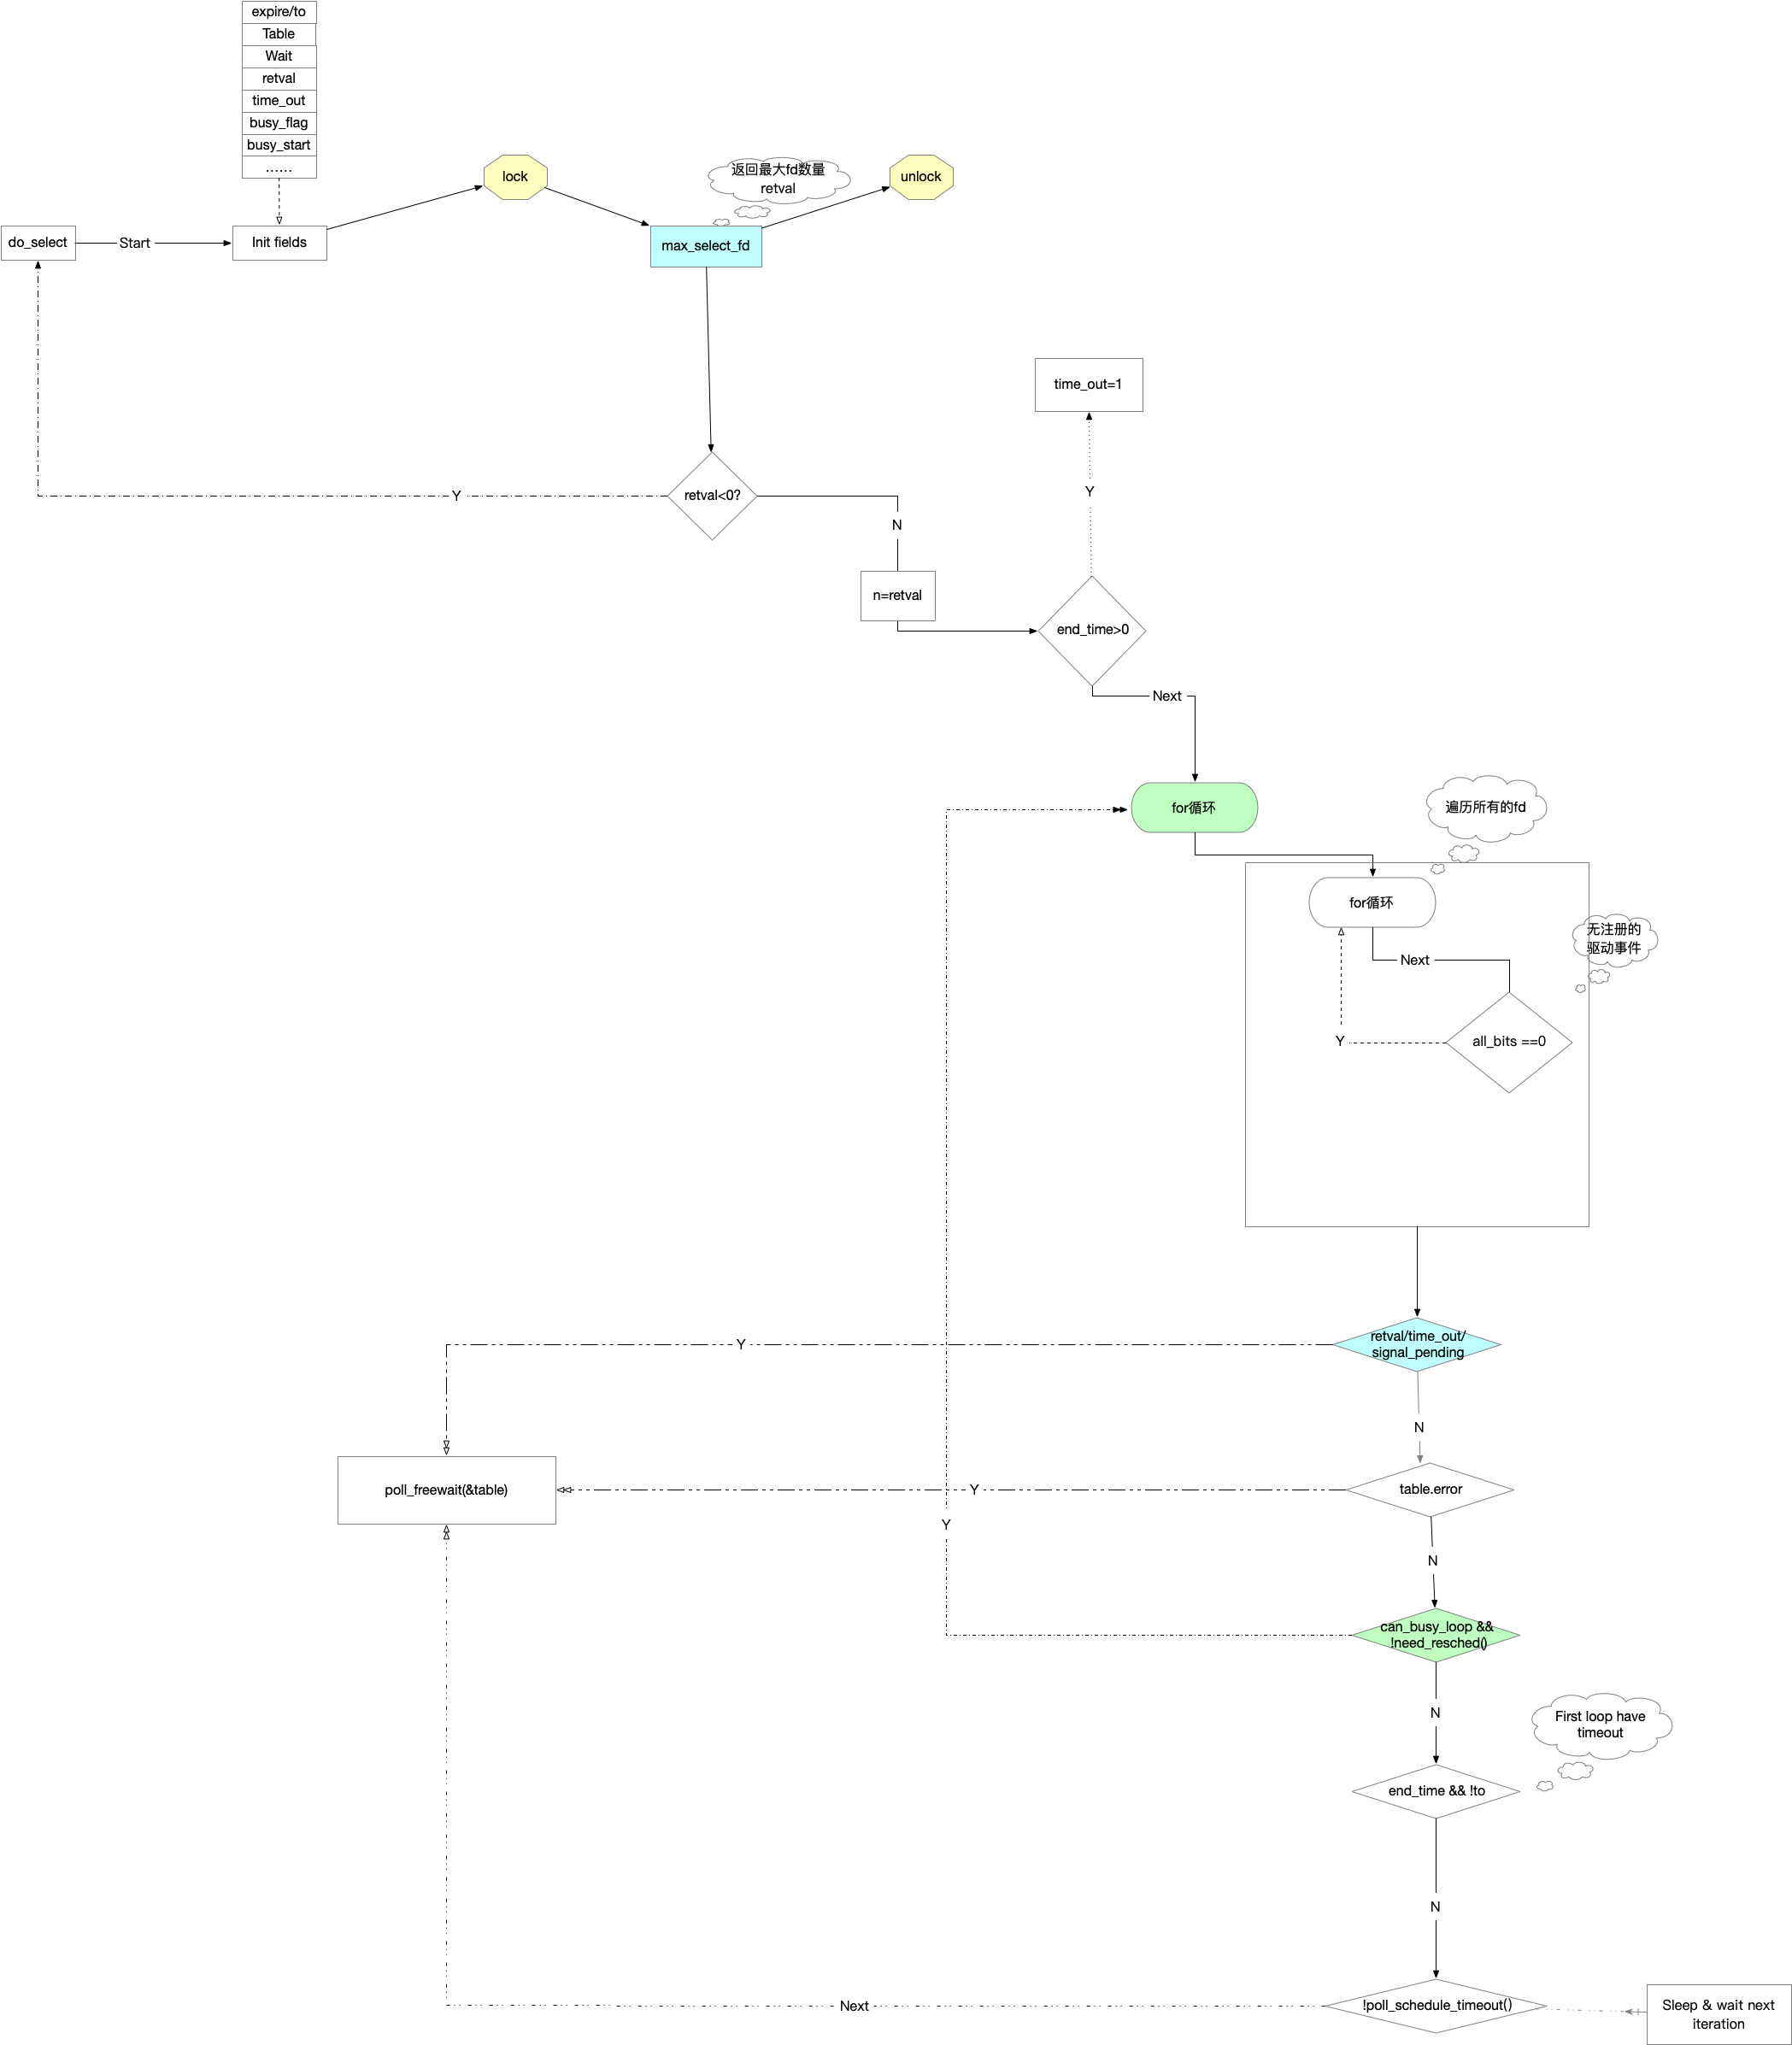 expire/to
Table
Wait
retval
time_out
busy_flag
busy_start
......
lock
返回最大fd数量
retval
unlock
do_select
Start
Init fields
max_select_fd
time_out=1
Y
retval<0?
Y
N
n=retval
end_time>0
Next
for循环
遍历所有的fd
for循环
无注册的
驱动事件
Next
Y
all_bits ==0
Y
retval/time_out/
signal_pending
N
poll_freewait(&table)
Y
table.error
Y
N
can_busy_loop &&
!need_resched()
N
First loop have
timeout
end_time && !to
N
Next
!poll_schedule_timeout()
Sleep & wait next
iteration